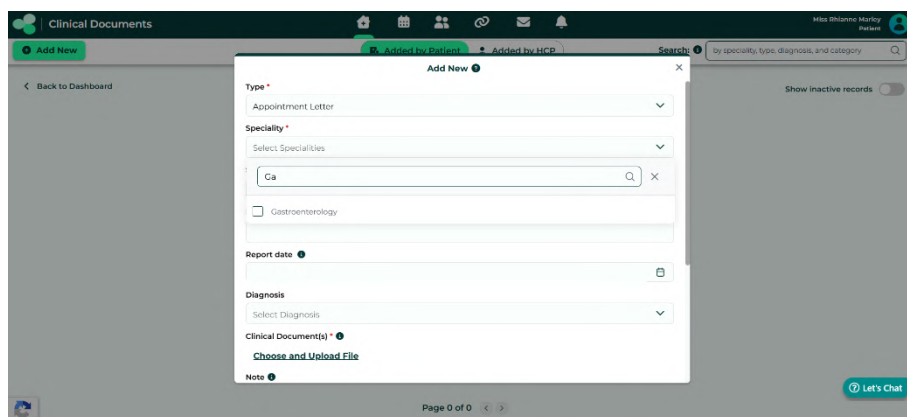 Clinical Documents
Miss Rhianne Marley
Patient
Add New
Added by Patient
Added by HCP
Search:
by speciality, type, diagnosis, and category
Back to Dashboard
Show inactive records
Add New
Type *
Appointment Letter
Speciality *
Select Specialities
Ga
Gastroenterology
Report date
Diagnosis
Select Diagnosis
Clinical Document(s) *
Choose and Upload File
Note
Let's Chat
Page 0 of 0